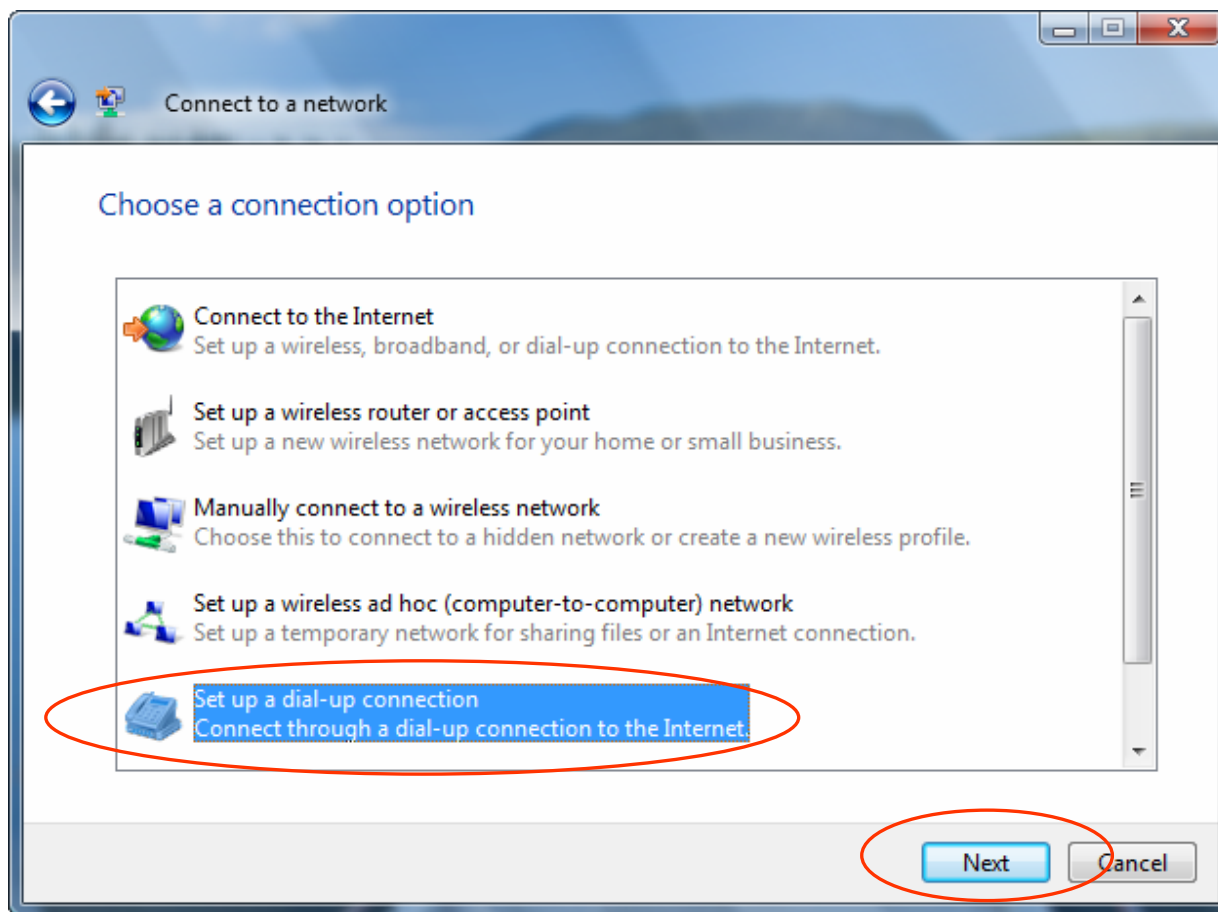 Connect to a network
Choose a connection option
Connect to the Internet
Set up a wireless, broadband, or dial-up connection to the Internet.
Set up a wireless router or access point
Set up a new wireless network for your home or small business.
Manually connect to a wireless network
Choose this to connect to a hidden network or create a new wireless profile.
Set up a wireless ad hoc (computer-to-computer) network
Set up a temporary network for sharing files or an Internet connection.
Set up a dial-up connection
Connect through a dial-up connection to the Internet.
Next
Cancel